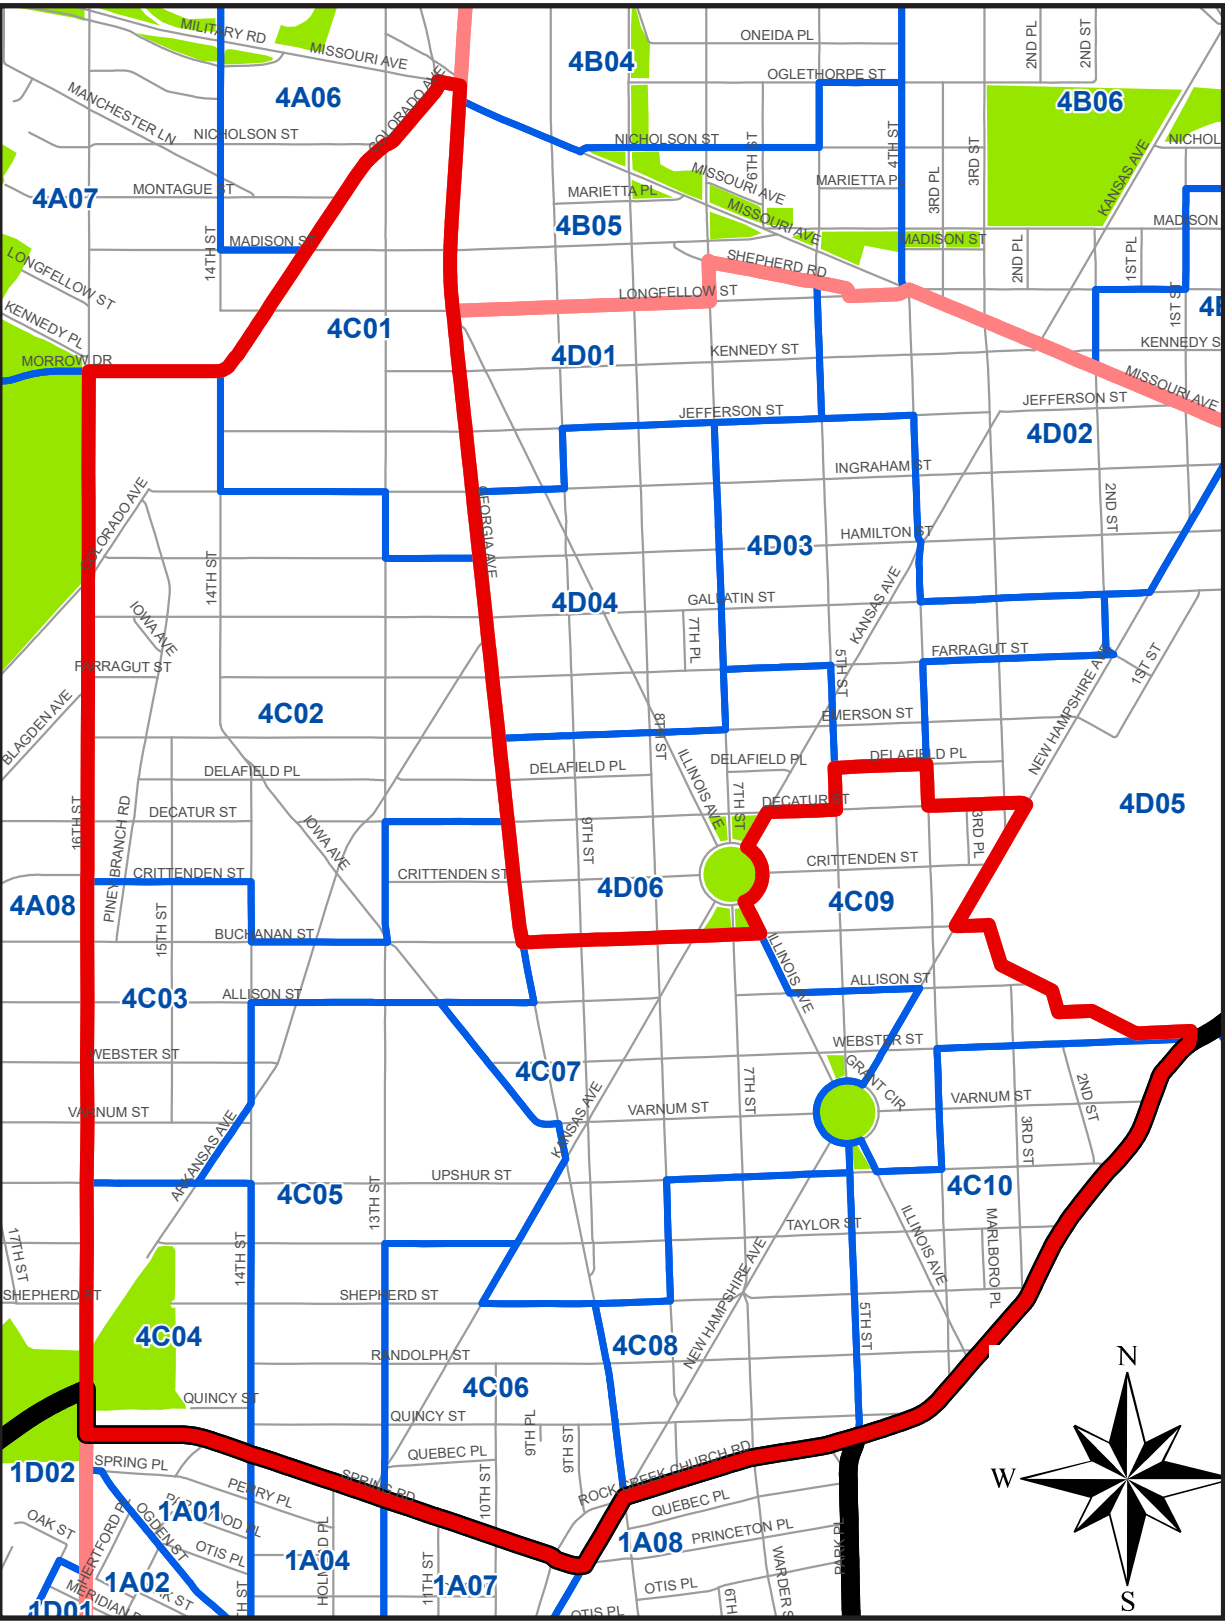 MILITARY RD
MISSOURI AVE
4A06
4B04
ONEIDA PL
OGLETHORPE ST
2ND PL
2ND ST
4B06
MANCHESTER LN
NICHOLSON ST
COLORADO AVE
NICHOLSON ST
6TH ST
4TH ST
3RD ST
3RD PL
KANSAS AVE
NICHOL
4A07
MONTAGUE ST
MARIETTA PL
MISSOURI AVE
MARIETTA PL
4B05
MISSOURI AVE
MADISON
14TH ST
MADISON ST
MADISON ST
2ND PL
1ST PL
LONGFELLOW ST
SHEPHERD RD
LONGFELLOW ST
1ST ST
KENNEDY PL
4C01
4D01
KENNEDY ST
KENNEDY S
MORROW DR
MISSOURI AVE
JEFFERSON ST
JEFFERSON ST
4D02
INGRAHAM ST
COLORADO AVE
GEORGIA AVE
2ND ST
4D03
HAMILTON ST
14TH ST
4D04
GALLATIN ST
KANSAS AVE
IOWA AVE
7TH PL
FARRAGUT ST
5TH ST
FARRAGUT ST
1ST ST
BLAGDEN AVE
4C02
8TH ST
EMERSON ST
NEW HAMPSHIRE AVE
DELAFIELD PL
DELAFIELD PL
ILLINOIS AVE
DELAFIELD PL
DELAFIELD PL
16TH ST
PINEY BRANCH RD
DECATUR ST
IOWA AVE
9TH ST
7TH ST
DECATUR ST
3RD PL
4D05
CRITTENDEN ST
CRITTENDEN ST
CRITTENDEN ST
4A08
4D06
4C09
15TH ST
BUCHANAN ST
ILLINOIS AVE
4C03
ALLISON ST
ALLISON ST
WEBSTER ST
4C07
WEBSTER ST
GRANT CIR
VARNUM ST
KANSAS AVE
VARNUM ST
7TH ST
VARNUM ST
2ND ST
3RD ST
ARKANSAS AVE
UPSHUR ST
4C05
13TH ST
4C10
TAYLOR ST
17TH ST
14TH ST
NEW HAMPSHIRE AVE
ILLINOIS AVE
MARLBORO PL
SHEPHERD ST
SHEPHERD ST
4C04
4C08
5TH ST
RANDOLPH ST
4C06
QUINCY ST
QUINCY ST
9TH PL
9TH ST
N
QUEBEC PL
ROCK CREEK CHURCH RD
1D02
SPRING PL
SPRING RD
10TH ST
W
PERRY PL
QUEBEC PL
OAK ST
HERTFORD PL
OGDEN ST
1A01
OTIS PL
1A04
1A08
PRINCETON PL
PARK PL
11TH ST
WARDER S
1A02
1A07
OTIS PL
6TH
1D01
MERIDIAN P
OTIS PL
S